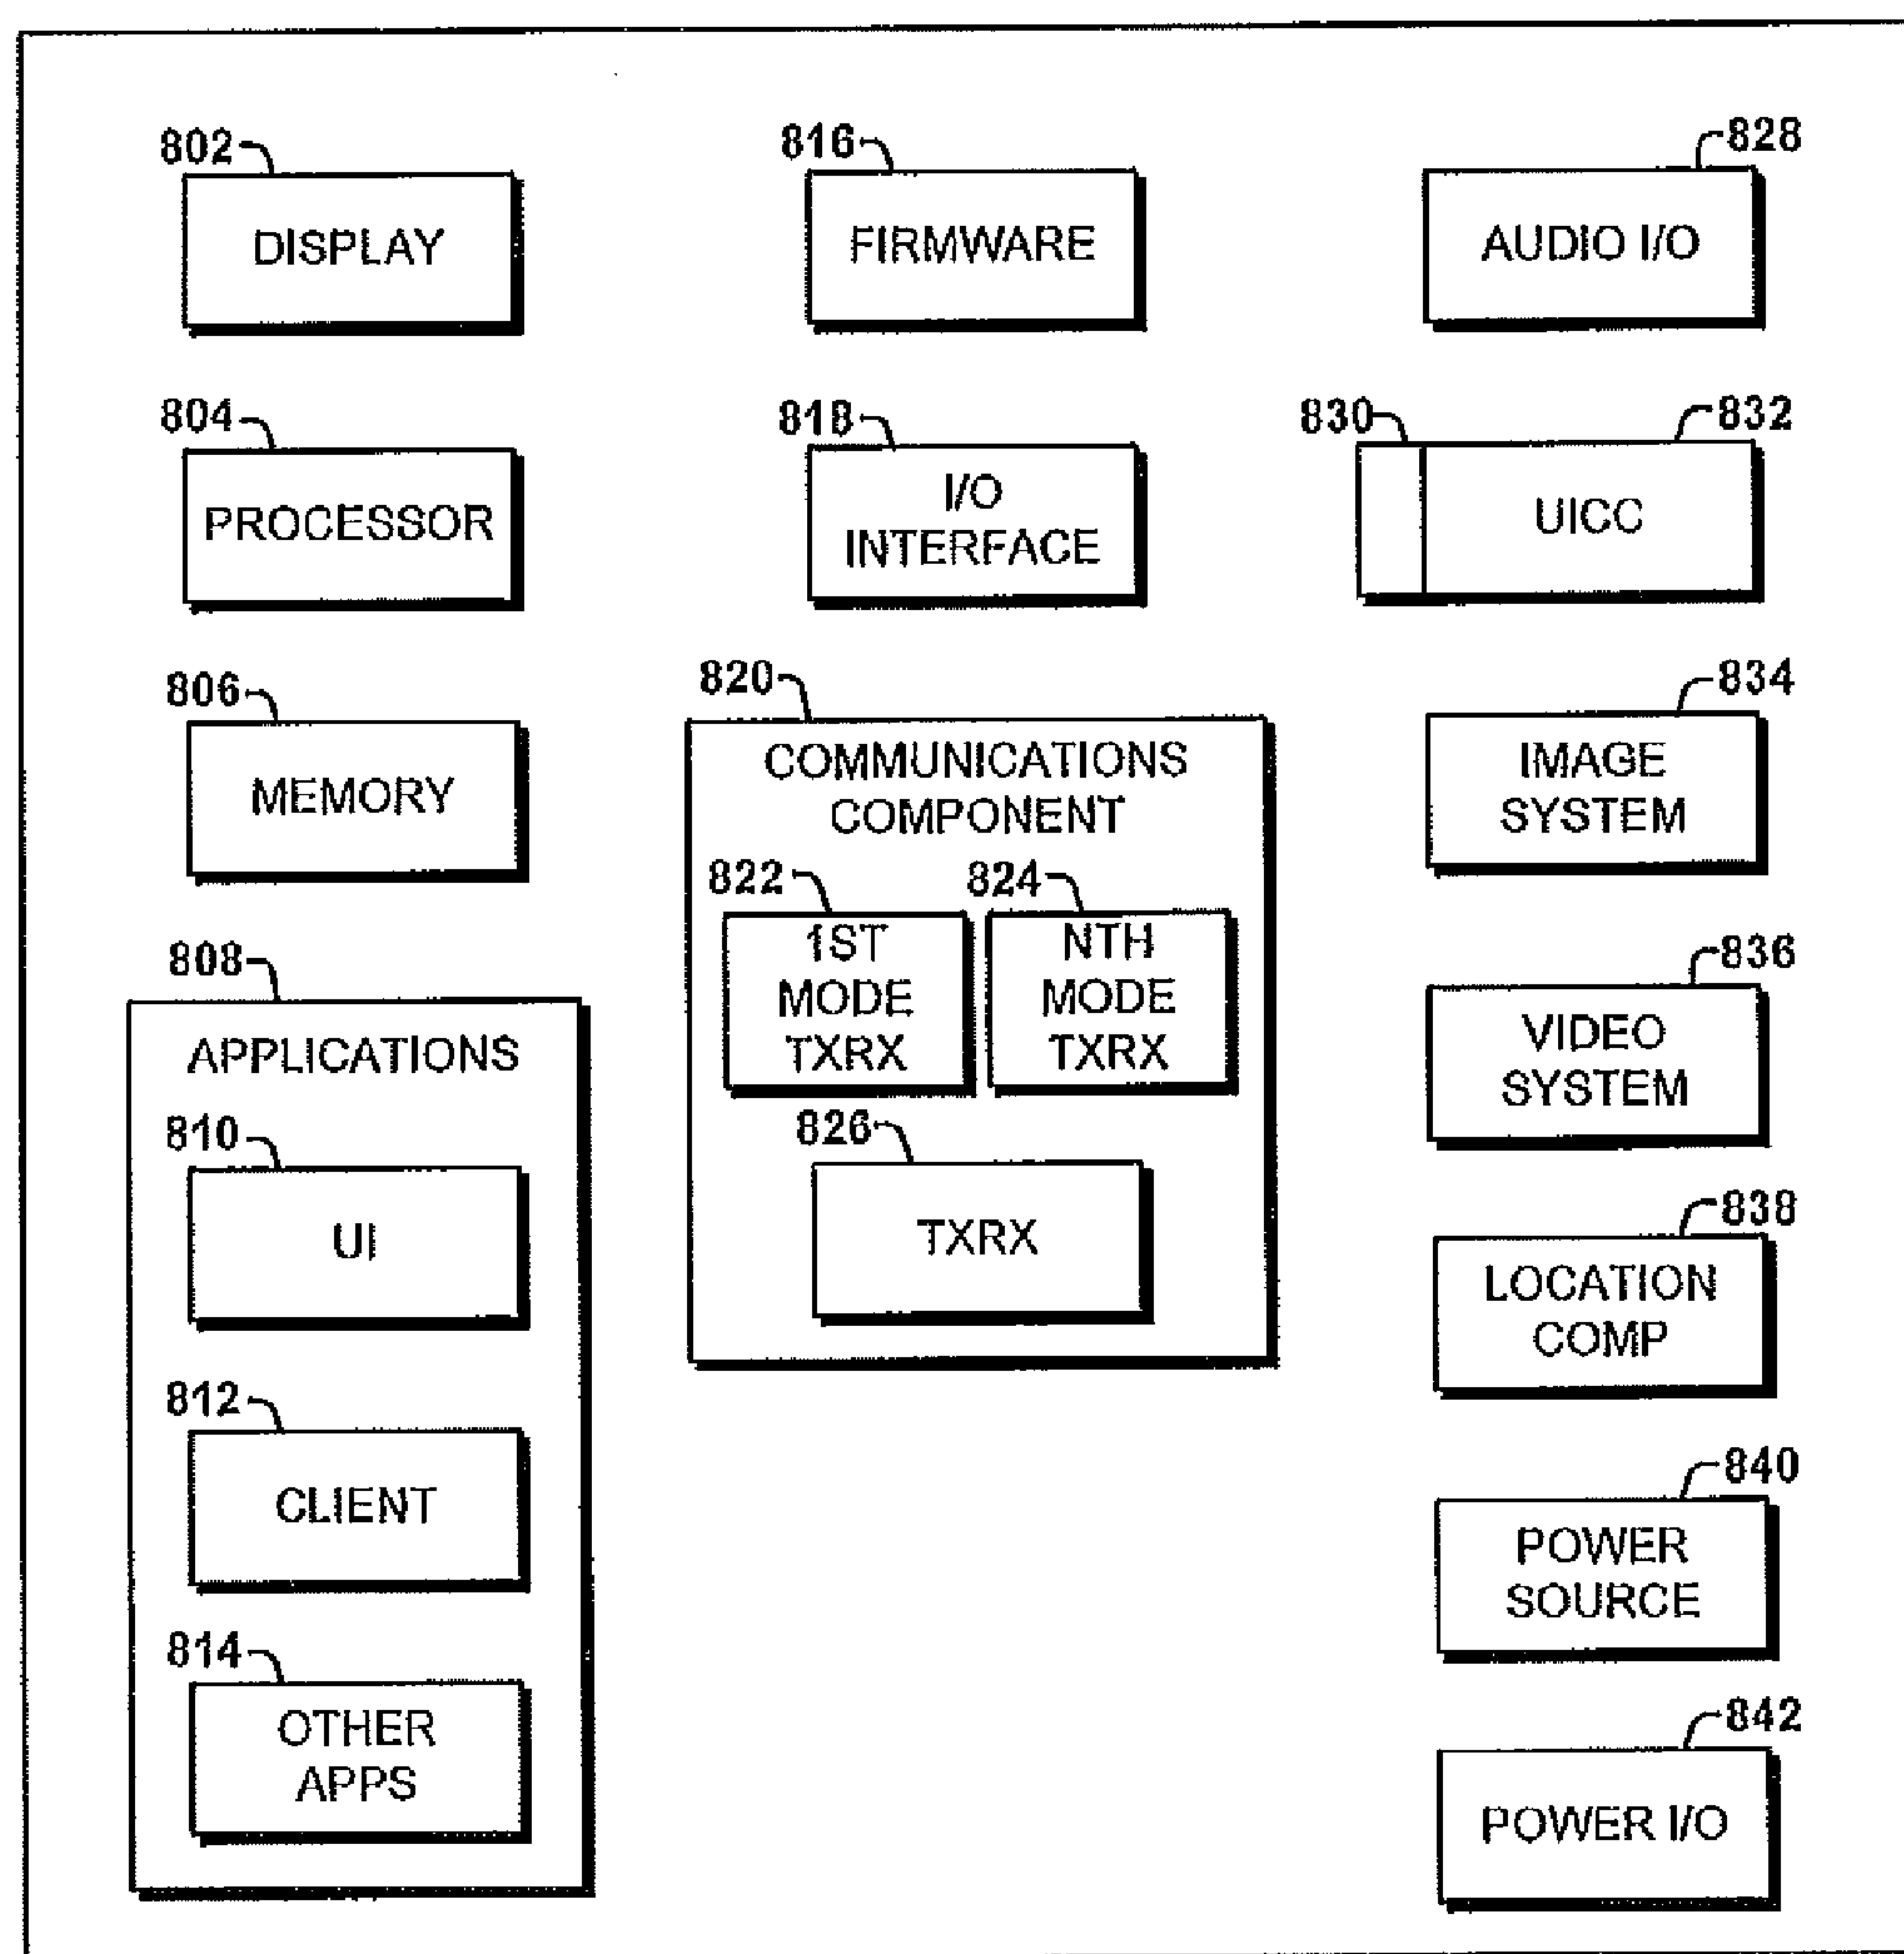 802
DISPLAY
804
PROCESSOR
806
MEMORY
808
APPLICATIONS
810
UI
812
CLIENT
814
OTHER
APPS
816
FIRMWARE
818
I/O
INTERFACE
820
COMMUNICATIONS
COMPONENT
822
1ST
MODE
TXRX
824
NTH
MODE
TXRX
826
TXRX
828
AUDIO I/O
830
832
UICC
834
IMAGE
SYSTEM
836
VIDEO
SYSTEM
838
LOCATION
COMP
840
POWER
SOURCE
842
POWER I/O